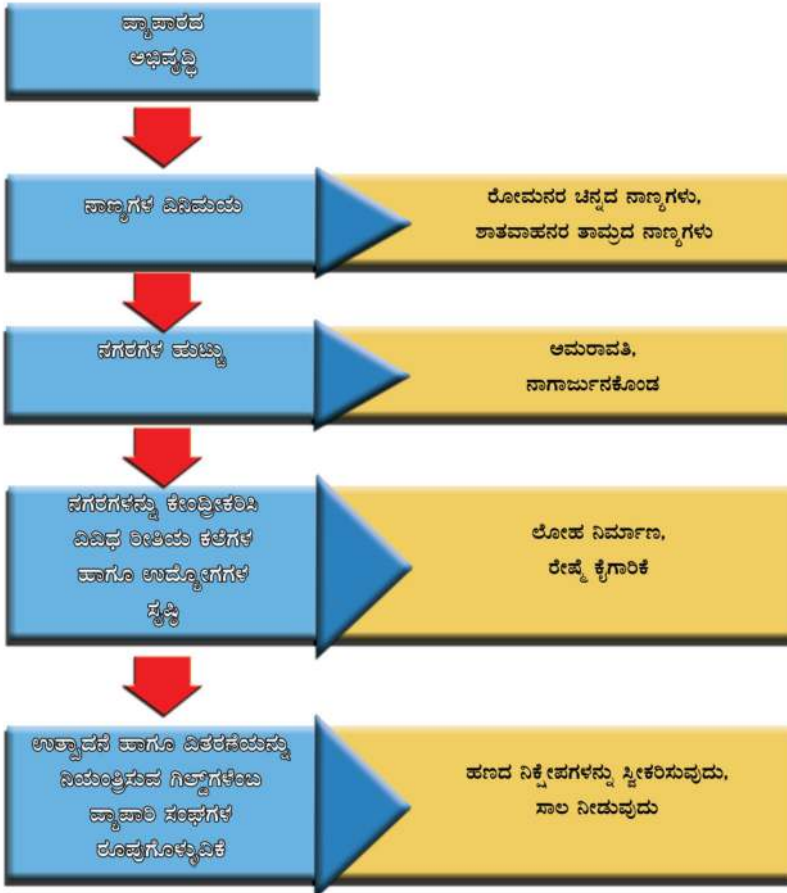 ವ್ಯಾಪಾರದ
ಅಭಿವೃದ್ಧಿ
ನಾಣ್ಯಗಳ ವಿನಿಮಯ
ರೋಮನರ ಚಿನ್ನದ ನಾಣ್ಯಗಳು,
ಶಾತವಾಹನರ ತಾಮ್ರದ ನಾಣ್ಯಗಳು
ನಗರಗಳ ಹುಟ್ಟು
ಅಮರಾವತಿ,
ನಾಗಾರ್ಜುನಕೊಂಡ
ನಗರಗಳನ್ನು ಕೇಂದ್ರೀಕರಿಸಿ
ವಿವಿಧ ರೀತಿಯ ಕಲೆಗಳ
ಹಾಗೂ ಉದ್ಯೋಗಗಳ
ಸೃಷ್ಟಿ
ಲೋಹ ನಿರ್ಮಾಣ,
ರೇಷ್ಮೆ ಕೈಗಾರಿಕೆ
ಉತ್ಪಾದನೆ ಹಾಗೂ ವಿತರಣೆಯನ್ನು
ನಿಯಂತ್ರಿಸುವ ಗಿಲ್ಡ್‌ಗಳೆಂಬ
ವ್ಯಾಪಾರಿ ಸಂಘಗಳ
ರೂಪುಗೊಳ್ಳುವಿಕೆ
ಹಣದ ನಿಕ್ಷೇಪಗಳನ್ನು ಸ್ವೀಕರಿಸುವುದು,
ಸಾಲ ನೀಡುವುದು